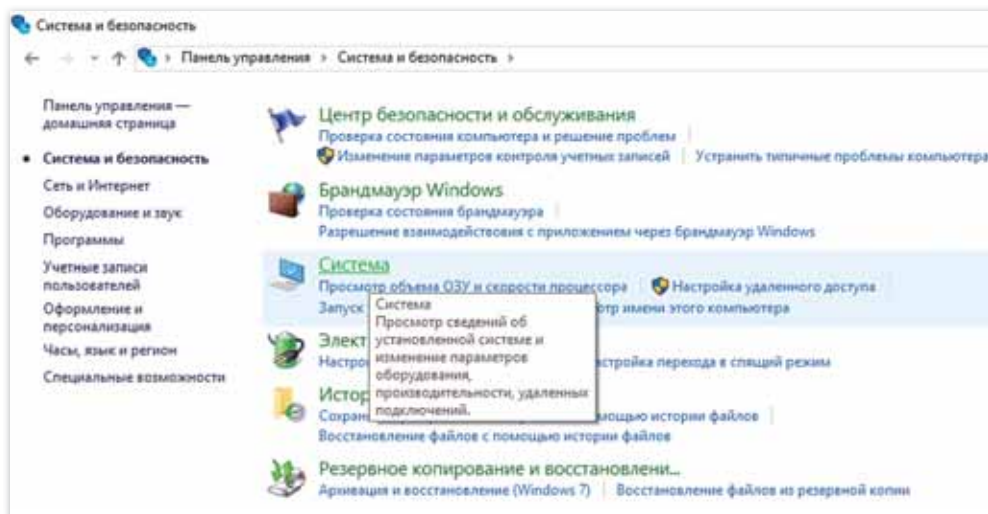 Система и безопасность
Панель управления › Система и безопасность ›
Панель управления —
домашняя страница
Система и безопасность
Сеть и Интернет
Оборудование и звук
Программы
Учетные записи
пользователей
Оформление и
персонализация
Часы, язык и регион
Специальные возможности
Центр безопасности и обслуживания
Проверка состояния компьютера и решение проблем
Изменение параметров контроля учетных записей
Устранить типичные проблемы компьютера
Брандмауэр Windows
Проверка состояния брандмауэра
Разрешение взаимодействия с приложением через брандмауэр Windows
Система
Просмотр объема ОЗУ и скорости процессора
Настройка удаленного доступа
Запуск
отр имени этого компьютера
Система
Просмотр сведений об
установленной системе и
изменение параметров
оборудования,
производительности, удаленных
подключений.
Элект
Настро
стройка перехода в спящий режим
Истор
Сохран
мощью истории файлов
Восстановление файлов с помощью истории файлов
Резервное копирование и восстановлени...
Архивация и восстановление (Windows 7)
Восстановление файлов из резервной копии